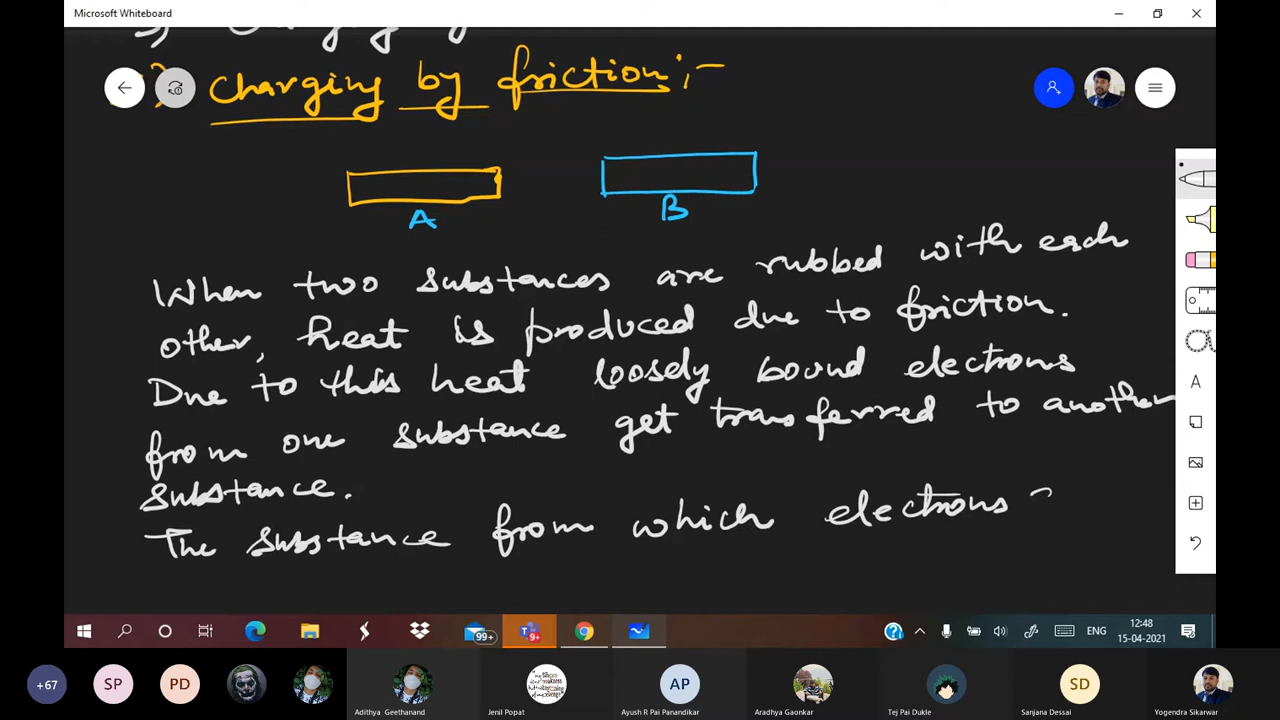 Microsoft Whiteboard
Charging by friction :-
A
B
When two substances are rubbed with each
other, heat is produced due to friction.
Due to this heat loosely bound electrons
from one substance get transferred to another
substance.
The substance from which electrons
A
99+
9+
ENG
12:48
15-04-2021
+67
SP
PD
AP
SD
Adithya Geethanand
Jenil Popat
Ayush R Pai Panandikar
Aradhya Gaonkar
Tej Pai Dukle
Sanjana Dessai
Yogendra Sikarwar